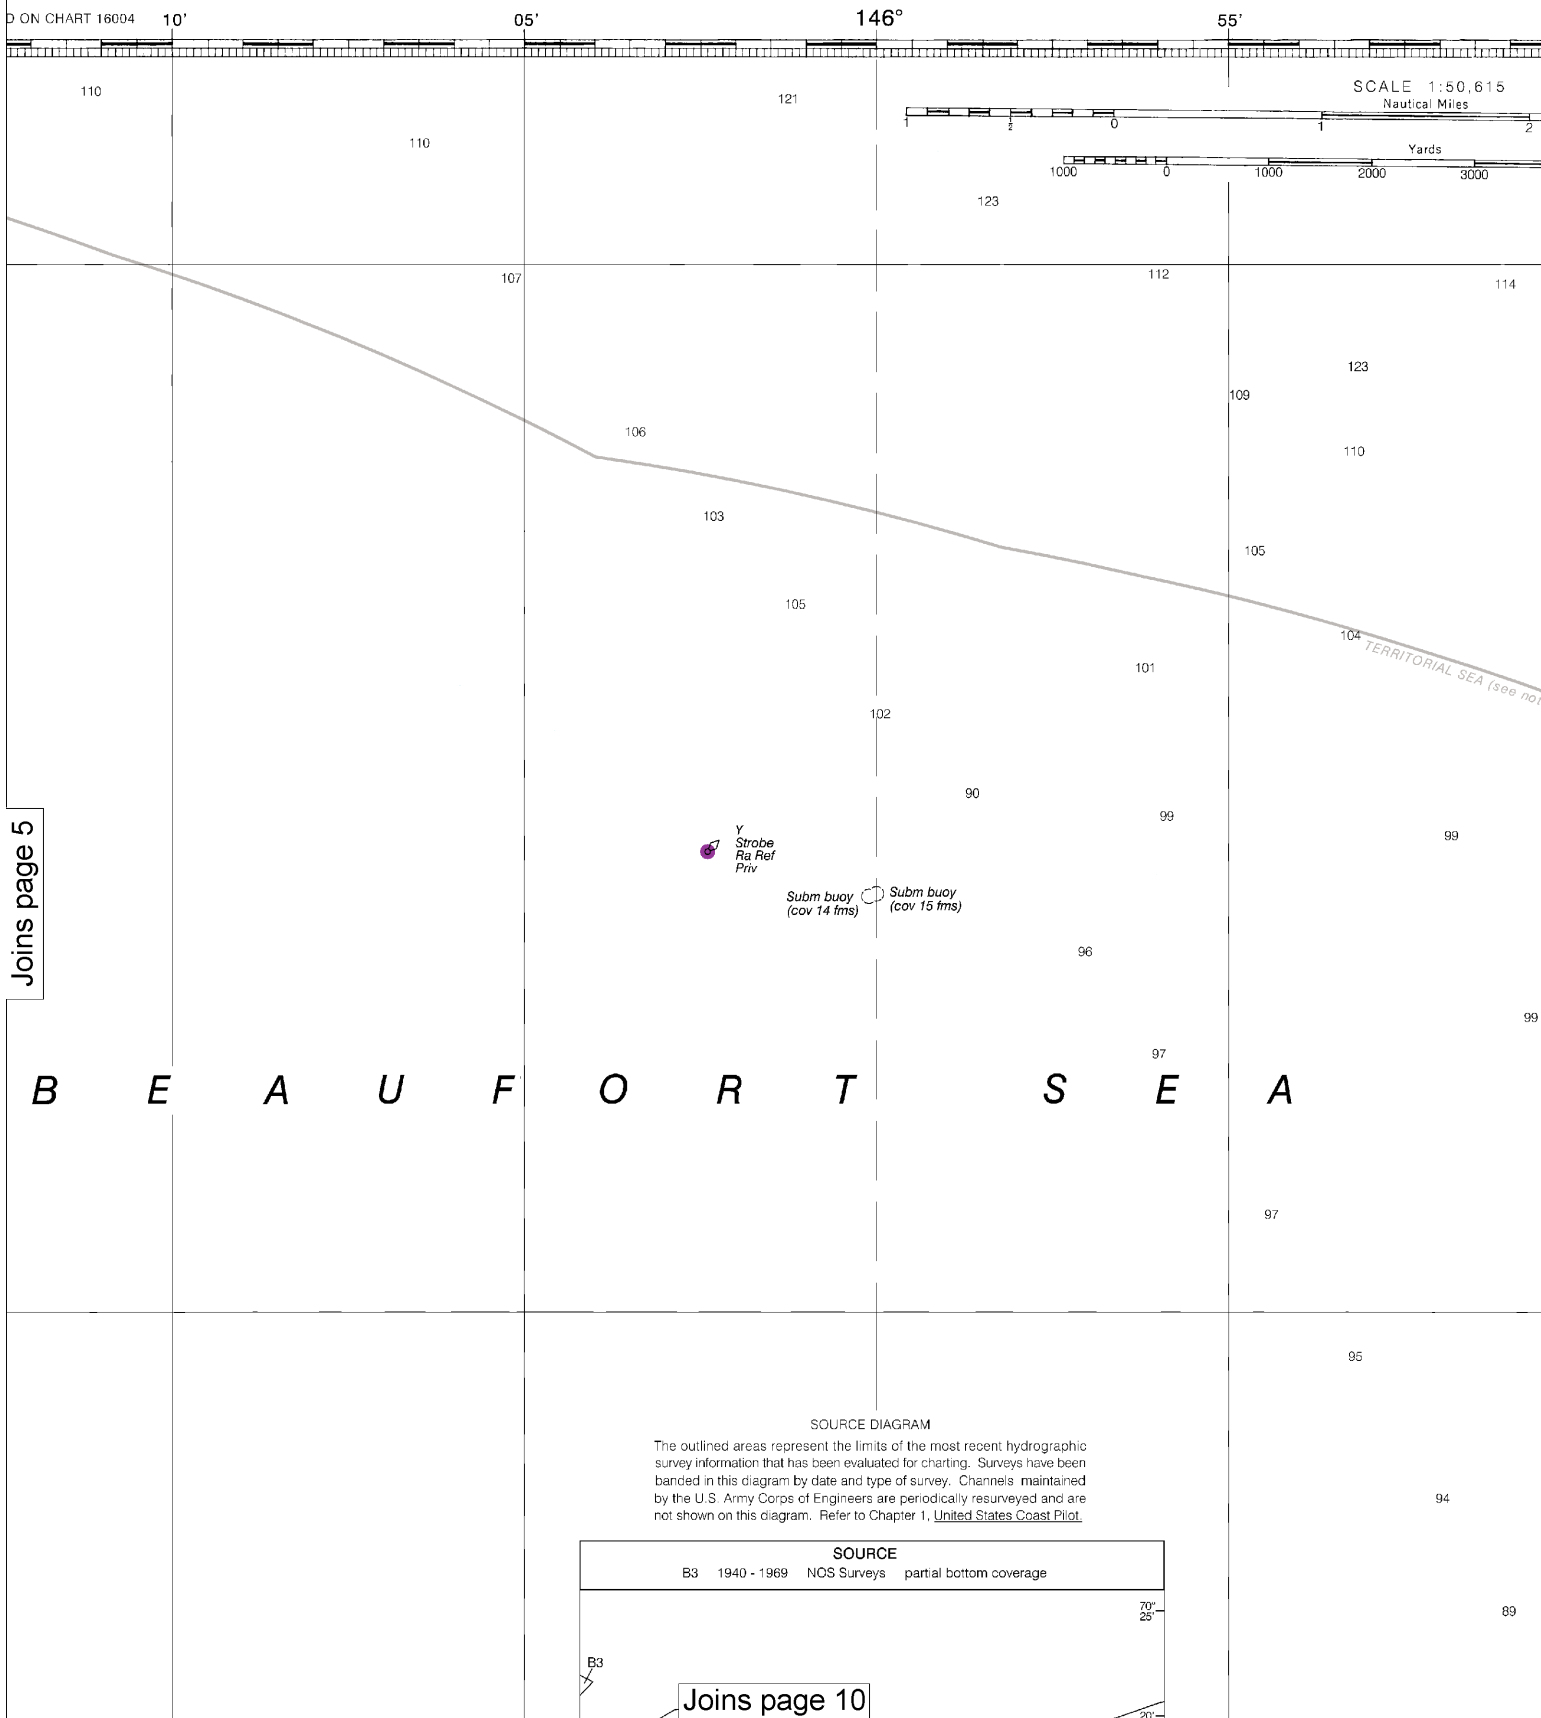 D ON CHART 16004
10'
05'
146°
55'
110
121
SCALE 1:50,615
Nautical Miles
1
½
0
1
2
110
Yards
1000
0
1000
2000
3000
123
107
112
114
123
109
106
110
103
105
105
104
TERRITORIAL SEA (see not
101
102
90
99
99
Y
Strobe
Ra Ref
Priv
Joins page 5
Subm buoy
(cov 14 fms)
Subm buoy
(cov 15 fms)
96
99
97
BEAUFORT SEA
97
95
SOURCE DIAGRAM
The outlined areas represent the limits of the most recent hydrographic
survey information that has been evaluated for charting. Surveys have been
banded in this diagram by date and type of survey. Channels maintained
by the U.S. Army Corps of Engineers are periodically resurveyed and are
not shown on this diagram. Refer to Chapter 1, United States Coast Pilot.
94
SOURCE
B3 1940 - 1969 NOS Surveys partial bottom coverage
70°
25'
89
B3
Joins page 10
20'